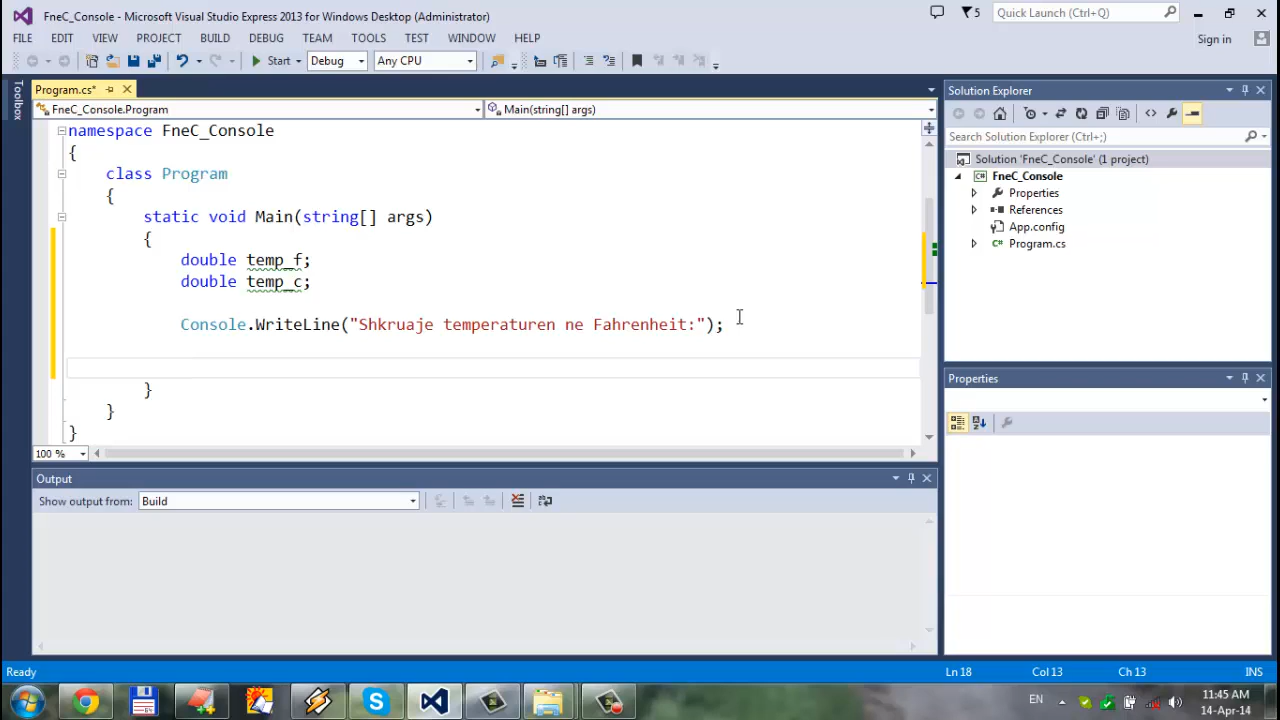 FneC_Console - Microsoft Visual Studio Express 2013 for Windows Desktop (Administrator)
5
Quick Launch (Ctrl+Q)
FILE EDIT VIEW PROJECT BUILD DEBUG TEAM TOOLS TEST WINDOW HELP
Sign in
Start Debug Any CPU
Toolbox
Program.cs*
FneC_Console.Program
Main(string[] args)
namespace FneC_Console
{
class Program
{
static void Main(string[] args)
{
double temp_f;
double temp_c;
Console.WriteLine("Shkruaje temperaturen ne Fahrenheit:");
}
}
}
100 %
Output
Show output from: Build
Solution Explorer
Search Solution Explorer (Ctrl+;)
Solution 'FneC_Console' (1 project)
C# FneC_Console
Properties
References
App.config
C# Program.cs
Properties
Ready
Ln 18
Col 13
Ch 13
INS
EN
11:45 AM
14-Apr-14